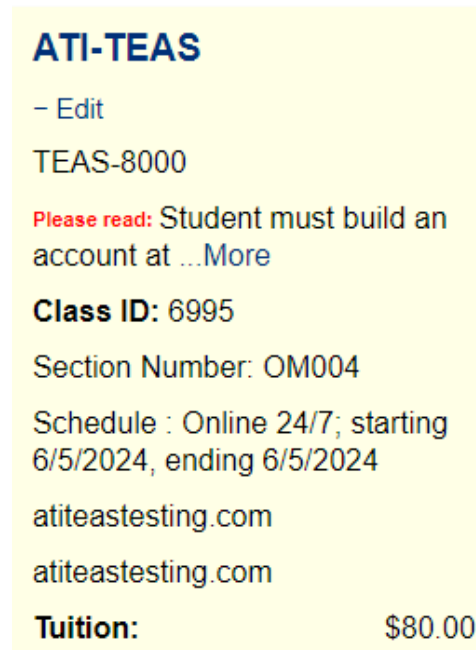 ATI-TEAS
− Edit
TEAS-8000
Please read: Student must build an
account at ...More
Class ID: 6995
Section Number: OM004
Schedule : Online 24/7; starting
6/5/2024, ending 6/5/2024
atiteastesting.com
atiteastesting.com
Tuition: $80.00